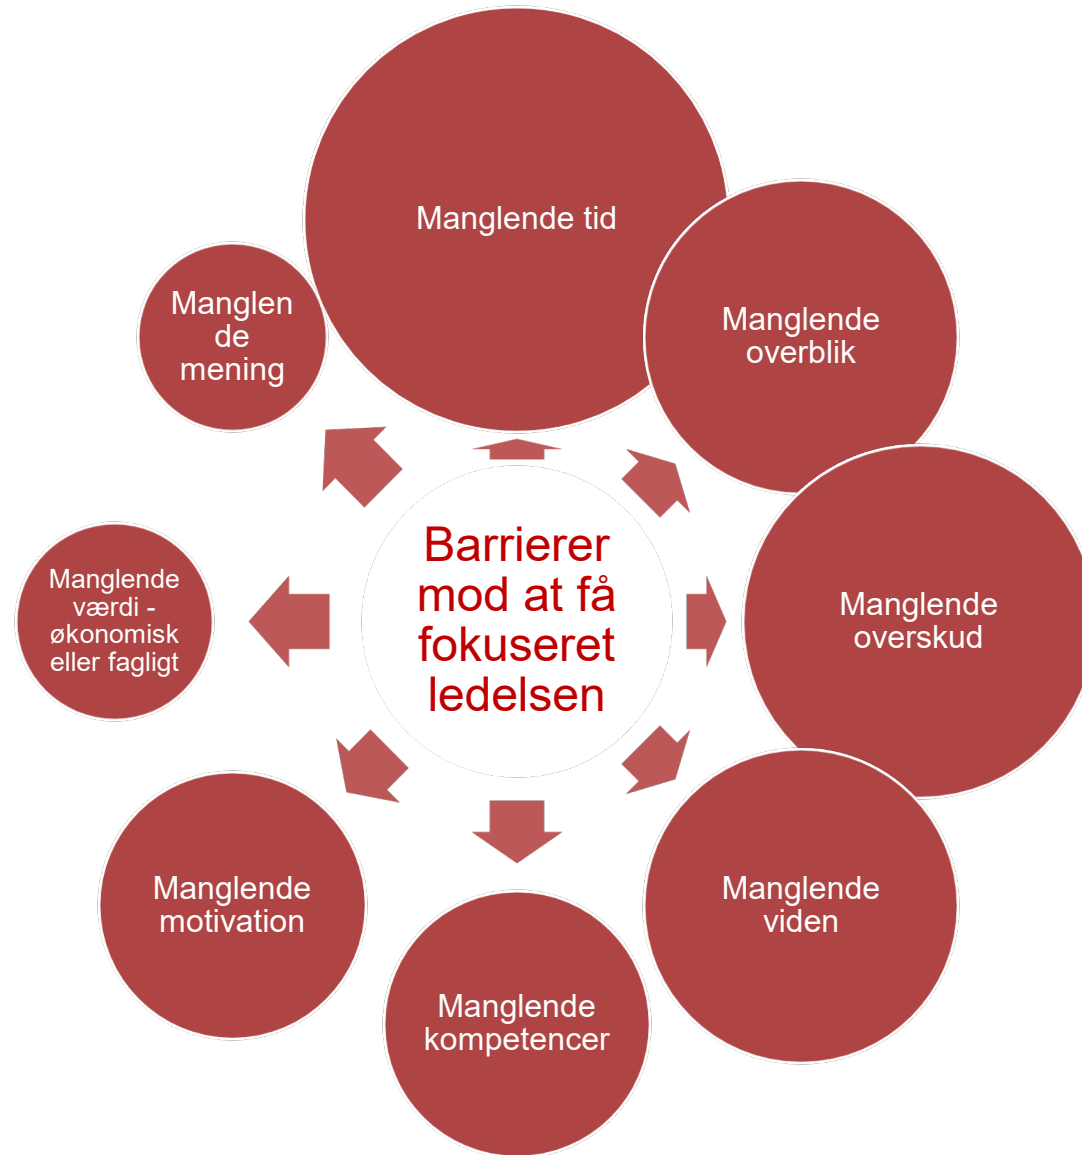 Manglende tid
Manglende
overblik
Manglende
overskud
Manglende
viden
Manglende
kompetencer
Manglende
motivation
Manglende
værdi -
økonomisk
eller fagligt
Manglen
de
mening
Barrierer
mod at få
fokuseret
ledelsen